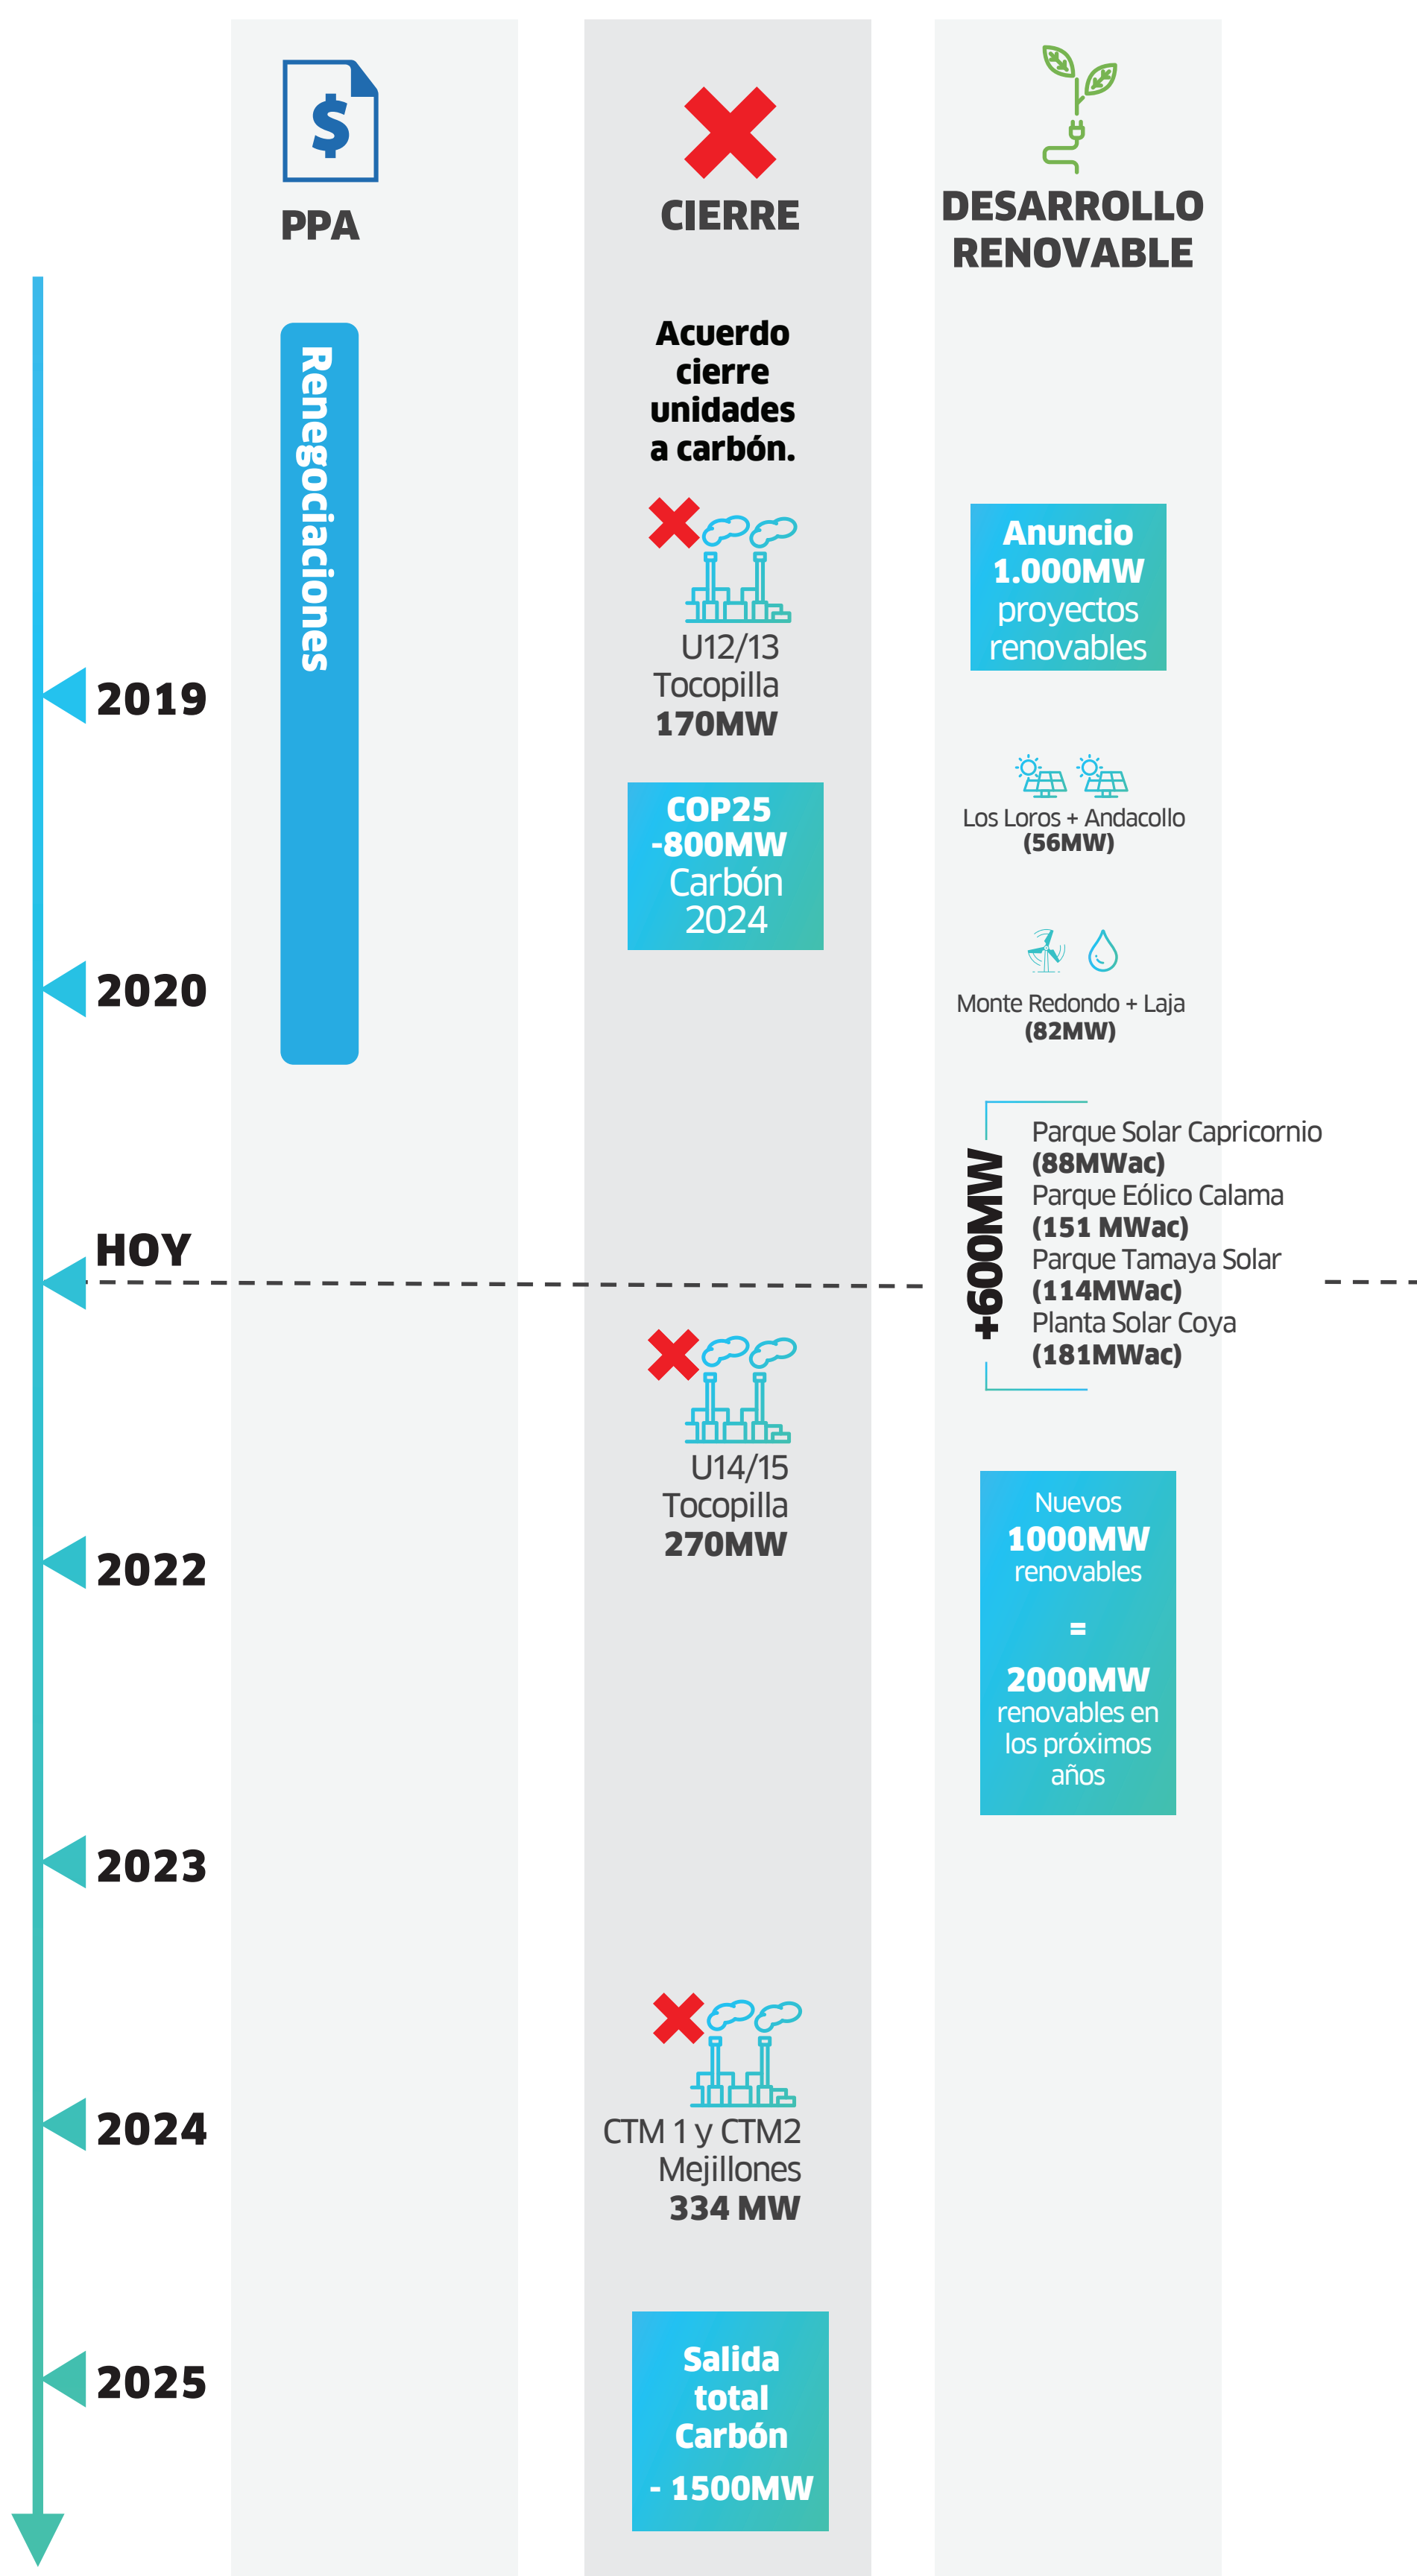 $
PPA
CIERRE
DESARROLLO
RENOVABLE
Renegociaciones
Acuerdo
cierre
unidades
a carbón.
Anuncio
1.000MW
proyectos
renovables
U12/13
Tocopilla
170MW
2019
COP25
-800MW
Carbón
2024
Los Loros + Andacollo
(56MW)
2020
Monte Redondo + Laja
(82MW)
+600MW
Parque Solar Capricornio
(88MWac)
Parque Eólico Calama
(151 MWac)
Parque Tamaya Solar
(114MWac)
Planta Solar Coya
(181MWac)
HOY
U14/15
Tocopilla
270MW
Nuevos
1000MW
renovables
=
2000MW
renovables en
los próximos
años
2022
2023
CTM 1 y CTM2
Mejillones
334 MW
2024
2025
Salida
total
Carbón
- 1500MW